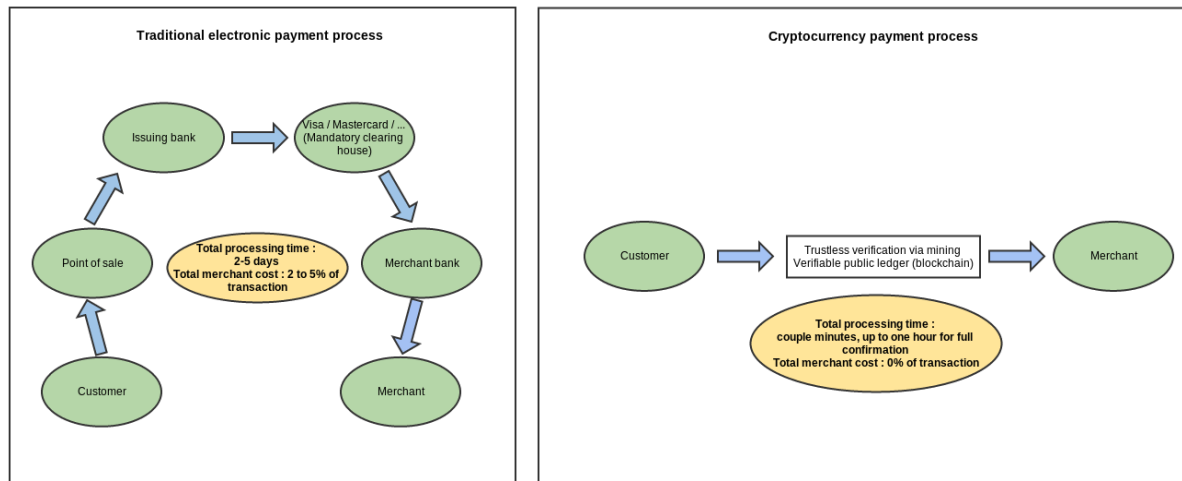 Traditional electronic payment process
Issuing bank
Visa / Mastercard / ...
(Mandatory clearing
house)
Point of sale
Total processing time :
2-5 days
Total merchant cost : 2 to 5% of
transaction
Merchant bank
Customer
Merchant
Cryptocurrency payment process
Customer
Trustless verification via mining
Verifiable public ledger (blockchain)
Merchant
Total processing time :
couple minutes, up to one hour for full
confirmation
Total merchant cost : 0% of transaction